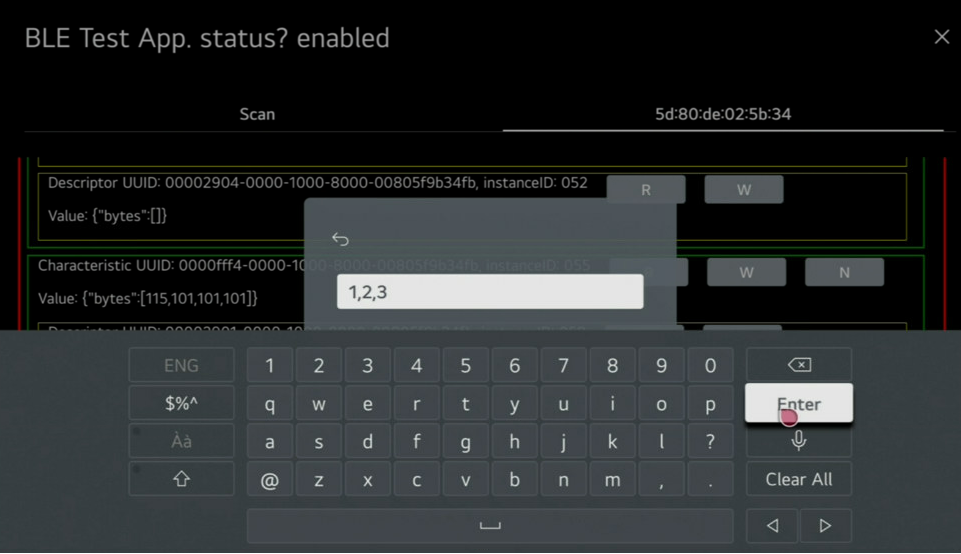 BLE Test App. status? enabled
Scan
5d:80:de:02:5b:34
Descriptor UUID: 00002904-0000-1000-8000-00805f9b34fb, instanceID: 052
R
W
Value: {"bytes":[]}
Characteristic UUID: 0000fff4-0000-1000-8000-00805f9b34fb, instanceID: 055
W
N
Value: {"bytes":[115,101,101,101]}
1,2,3
ENG
1 2 3 4 5 6 7 8 9 0
$%^
q w e r t y u i o p
Enter
Àà
a s d f g h j k l ?
@ z x c v b n m , .
Clear All